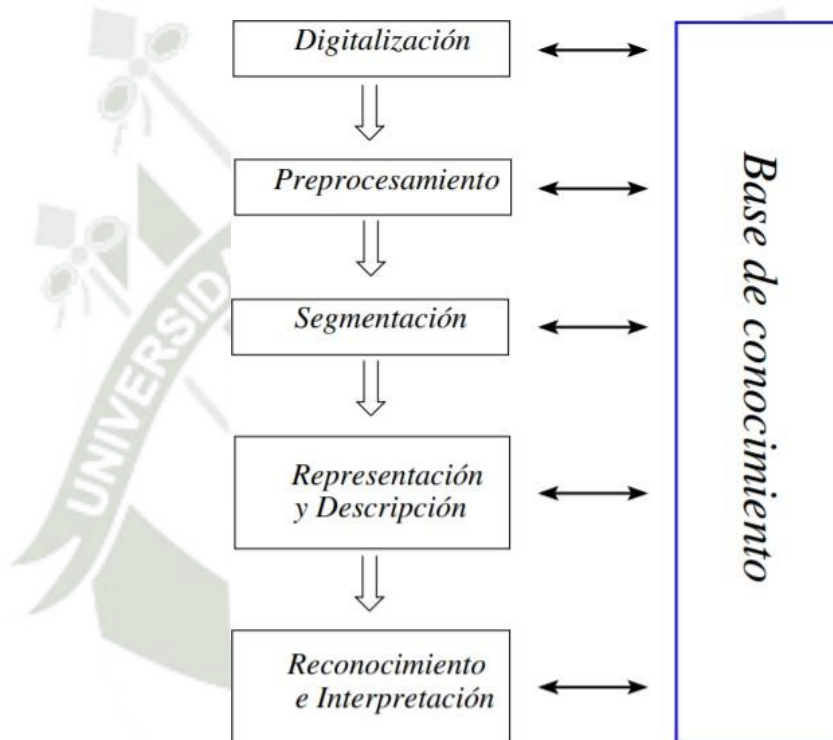 Digitalización
Preprocesamiento
Segmentación
Representación
y Descripción
Reconocimiento
e Interpretación
Base de conocimiento